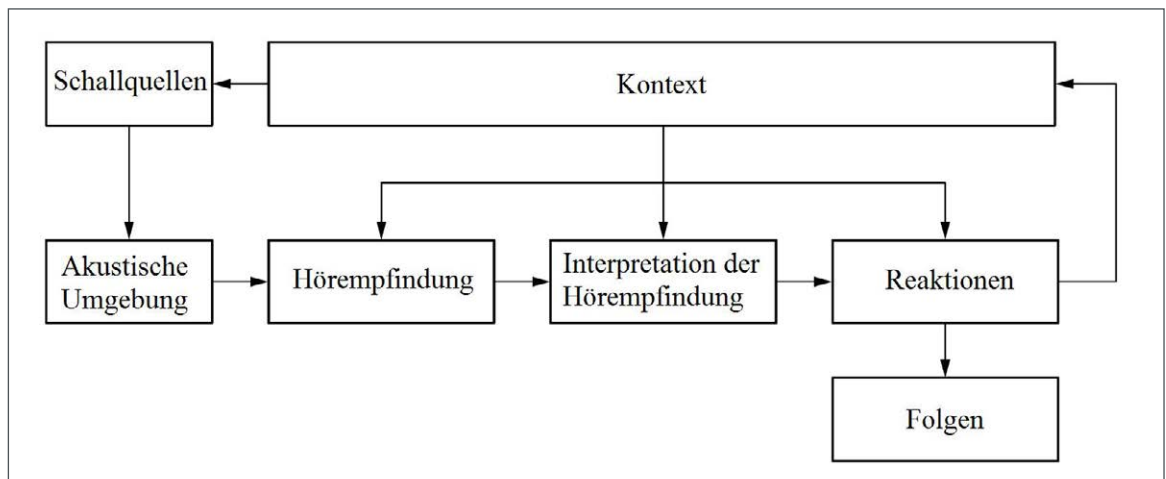 Schallquellen
Kontext
Akustische
Umgebung
Hörempfindung
Interpretation der
Hörempfindung
Reaktionen
Folgen